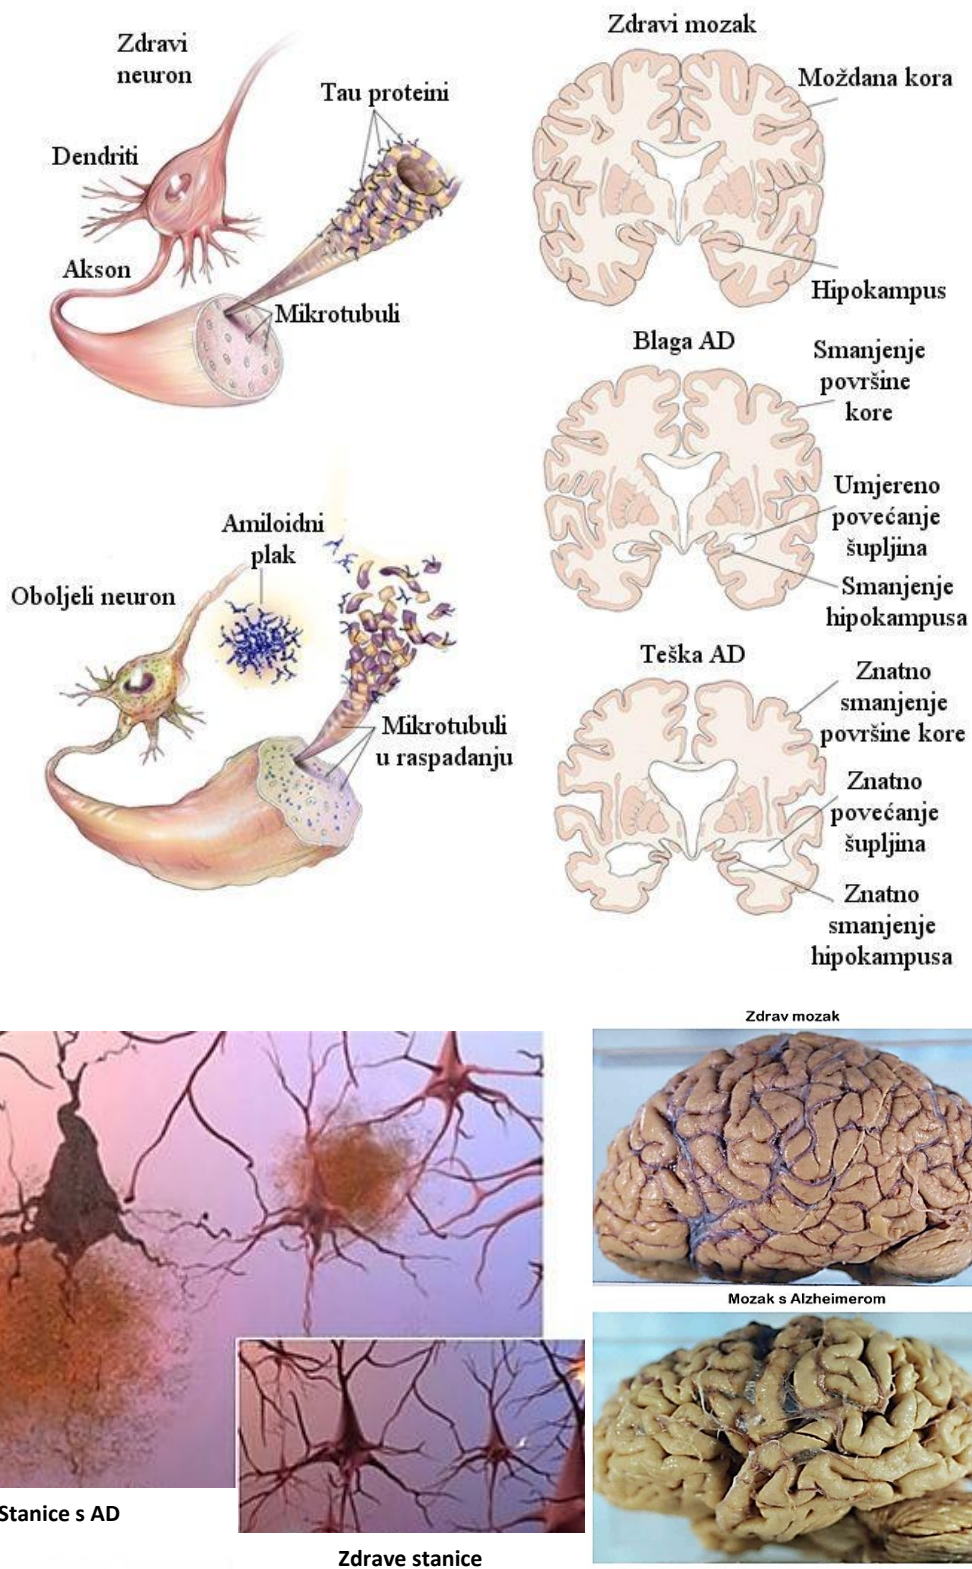 Zdravi
neuron
Tau proteini
Dendriti
Akson
Mikrotubuli
Zdravi mozak
Moždana kora
Hipokampus
Blaga AD
Smanjenje
površine
kore
Umjereno
povećanje
šupljina
Smanjenje
hipokampusa
Amiloidni
plak
Oboljeli neuron
Mikrotubuli
u raspadanju
Teška AD
Znatno
smanjenje
površine kore
Znatno
povećanje
šupljina
Znatno
smanjenje
hipokampusa
Zdrav mozak
Mozak s Alzheimerom
Stanice s AD
Zdrave stanice